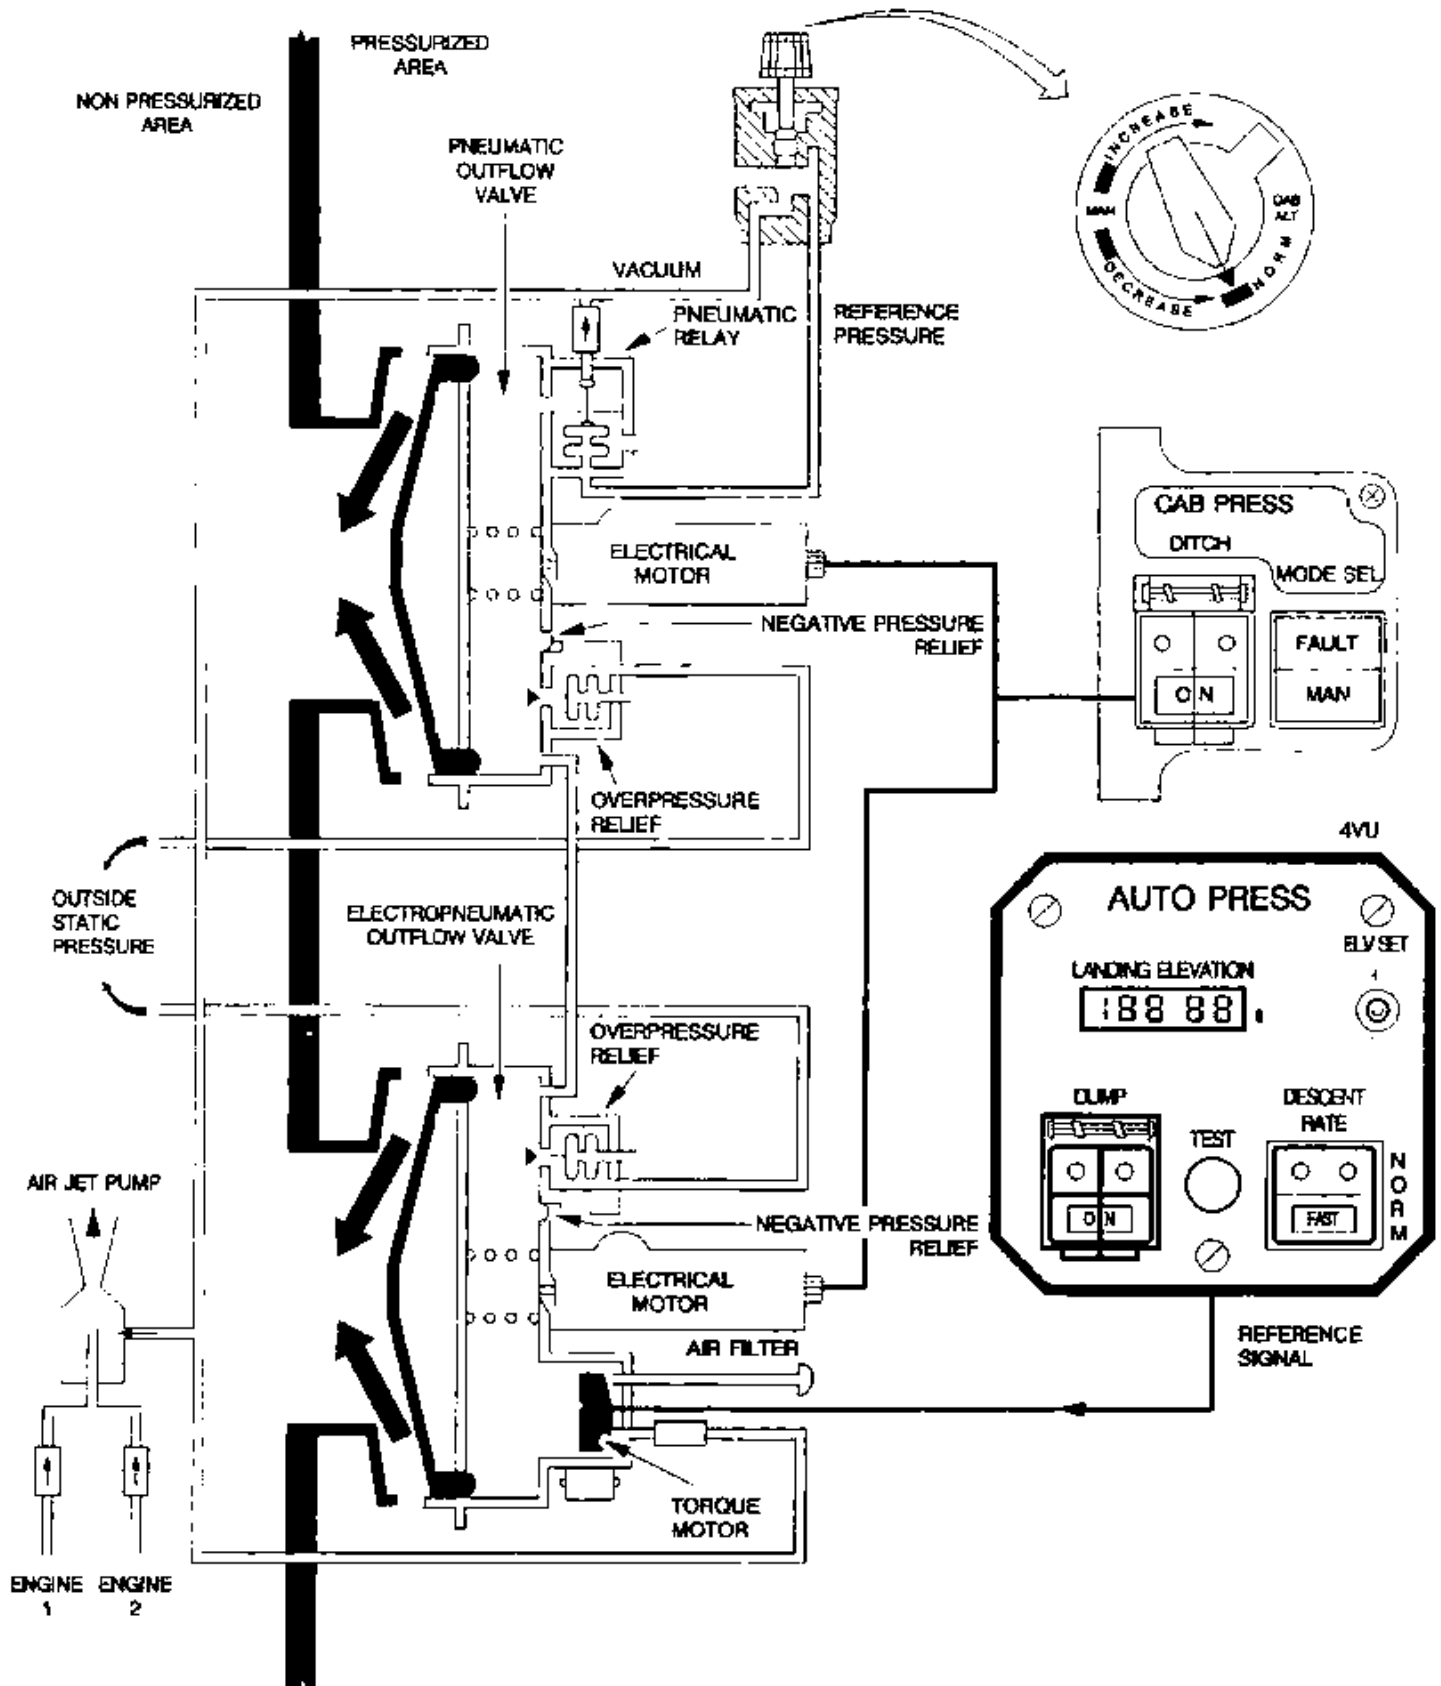 PRESSURIZED
AREA
NON PRESSURIZED
AREA
PNEUMATIC
OUTFLOW
VALVE
VACUUM
PNEUMATIC
RELAY
REFERENCE
PRESSURE
INCREASE
MAN
DECREASE
CAB
ALT
NORM
ELECTRICAL
MOTOR
NEGATIVE PRESSURE
RELIEF
OVERPRESSURE
RELIEF
CAB PRESS
DITCH
MODE SEL
ON
FAULT
MAN
4VU
OUTSIDE
STATIC
PRESSURE
ELECTROPNEUMATIC
OUTFLOW VALVE
OVERPRESSURE
RELIEF
AUTO PRESS
ELV SET
LANDING ELEVATION
188 88
DUMP
ON
TEST
DESCENT
RATE
FAST
NORM
AIR JET PUMP
NEGATIVE PRESSURE
RELIEF
ELECTRICAL
MOTOR
AIR FILTER
REFERENCE
SIGNAL
TORQUE
MOTOR
ENGINE
1
ENGINE
2